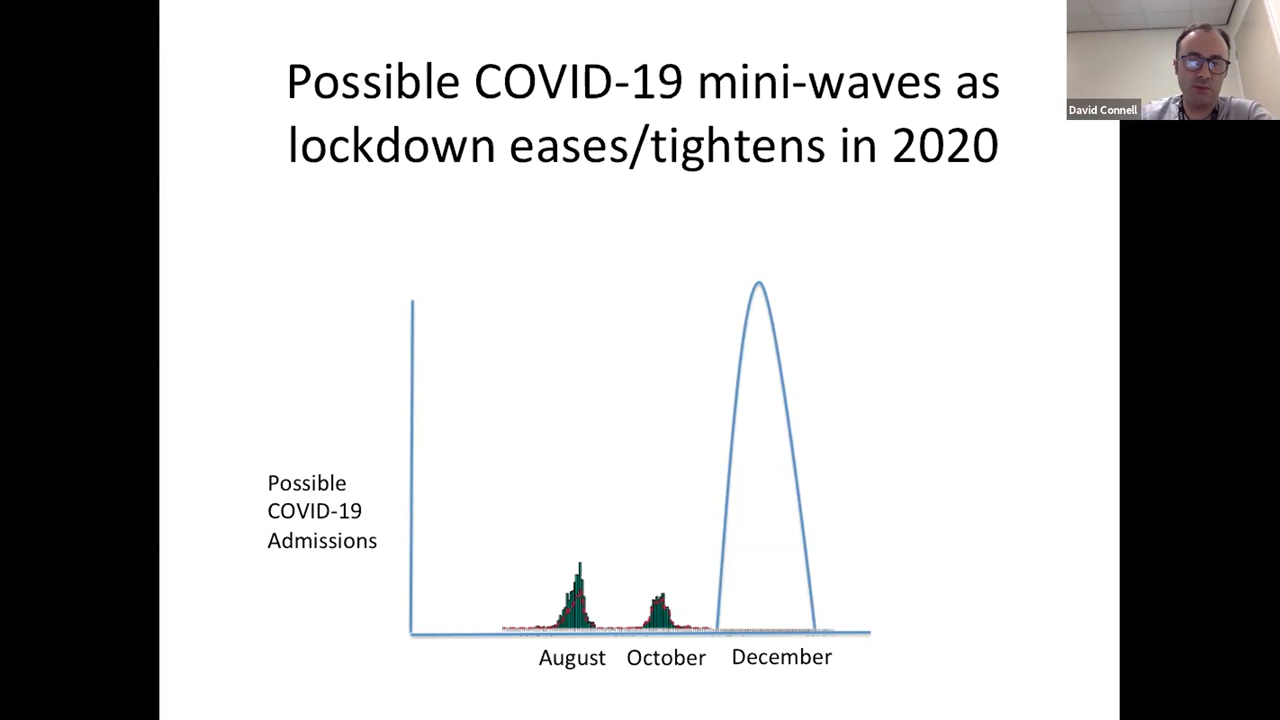 Possible COVID-19 mini-waves as
lockdown eases/tightens in 2020
David Connell
Possible
COVID-19
Admissions
August October December